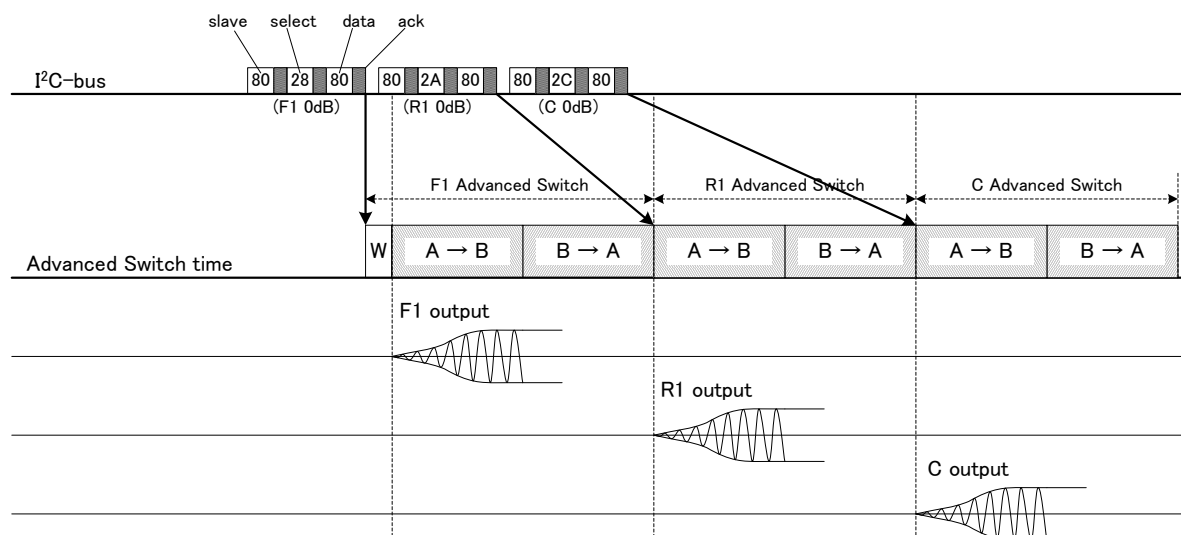 slave select data ack
I²C-bus
80 28 80 80 2A 80 80 2C 80
(F1 0dB) (R1 0dB) (C 0dB)
F1 Advanced Switch R1 Advanced Switch C Advanced Switch
Advanced Switch time
W A → B B → A A → B B → A A → B B → A
F1 output
R1 output
C output